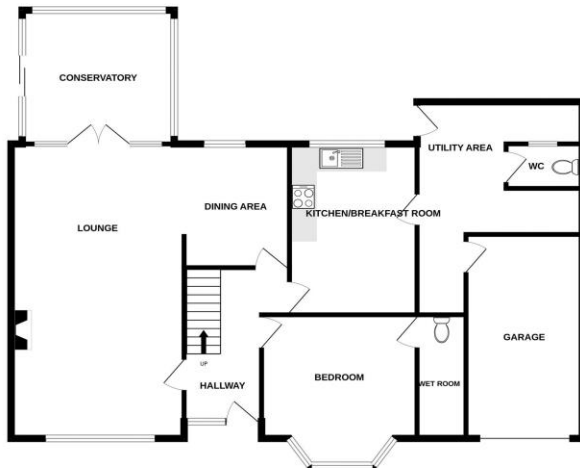 CONSERVATORY
UTILITY AREA
WC
DINING AREA
KITCHEN/BREAKFAST ROOM
LOUNGE
GARAGE
UP
BEDROOM
HALLWAY
WET ROOM